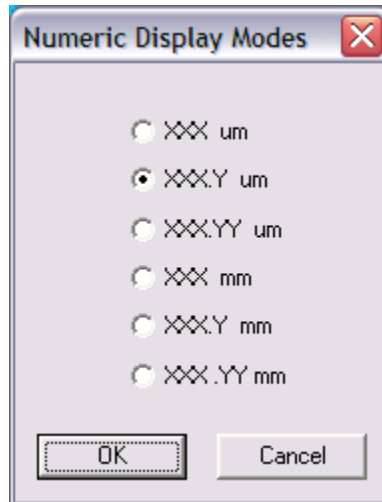 Numeric Display Modes
XXX um
XXX.Y um
XXX.YY um
XXX mm
XXX.Y mm
XXX .YY mm
OK Cancel